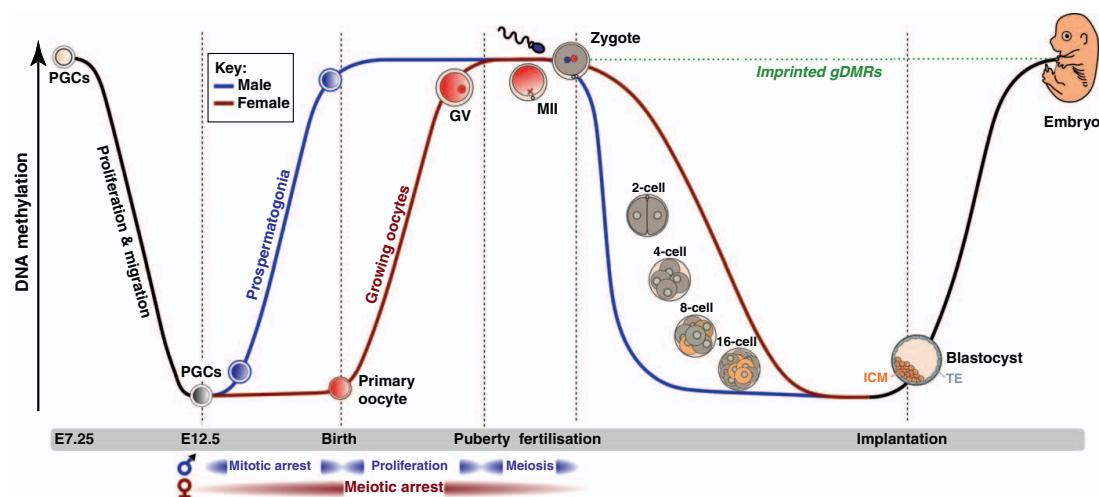 Zygote
PGCs
Key:
Male
Female
Imprinted gDMRs
GV
MII
Embryo
DNA methylation
Proliferation & migration
Prospermatogonia
Growing oocytes
2-cell
4-cell
8-cell
16-cell
PGCs
Primary
oocyte
Blastocyst
ICM
TE
E7.25 E12.5 Birth Puberty fertilisation Implantation
♂ Mitotic arrest Proliferation Meiosis
♀ Meiotic arrest